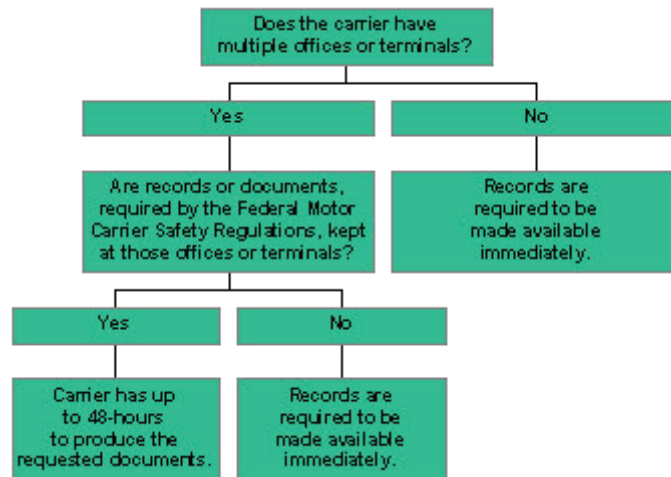 Does the carrier have
multiple offices or terminals?
Yes
No
Are records or documents,
required by the Federal Motor
Carrier Safety Regulations, kept
at those offices or terminals?
Records are
required to be
made available
immediately.
Yes
No
Carrier has up
to 48-hours
to produce the
requested documents.
Records are
required to be
made available
immediately.